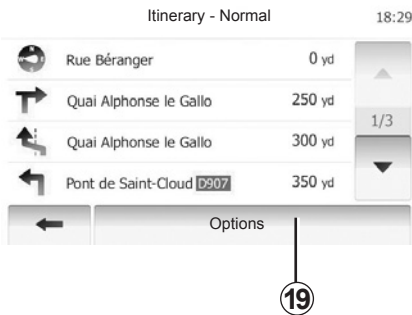 Itinerary - Normal 18:29
Rue Béranger 0 yd
Quai Alphonse le Gallo 250 yd
1/3
Quai Alphonse le Gallo 300 yd
Pont de Saint-Cloud D907 350 yd
Options
19